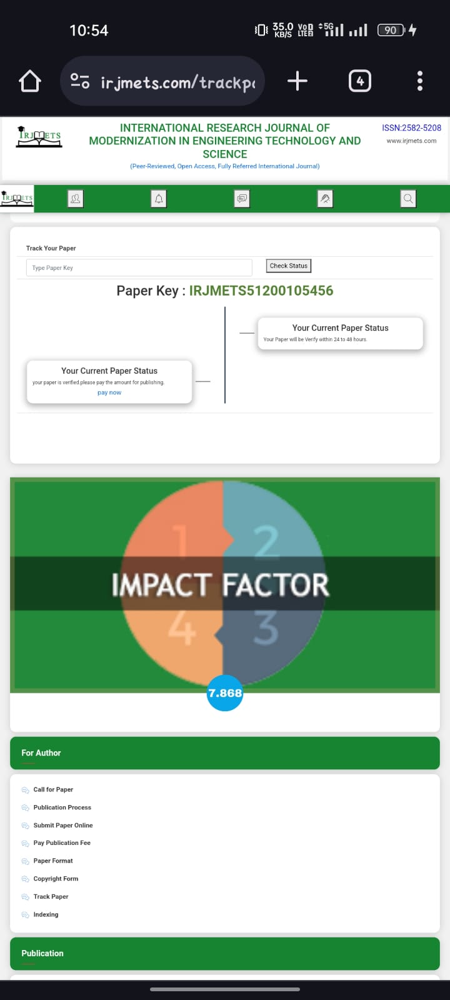 10:54
35.0 KB/S
Vo LTE 2
5G
90
irjmets.com/trackp
4
IRJMETS
INTERNATIONAL RESEARCH JOURNAL OF
MODERNIZATION IN ENGINEERING TECHNOLOGY AND
SCIENCE
(Peer-Reviewed, Open Access, Fully Referred International Journal)
ISSN:2582-5208
www.irjmets.com
IRJMETS
Track Your Paper
Type Paper Key
Check Status
Paper Key : IRJMETS51200105456
Your Current Paper Status
Your Paper will be Verify within 24 to 48 hours.
Your Current Paper Status
your paper is verified.please pay the amount for publishing.
pay now
1 2
IMPACT FACTOR
4 3
7.868
For Author
Call for Paper
Publication Process
Submit Paper Online
Pay Publication Fee
Paper Format
Copyright Form
Track Paper
Indexing
Publication